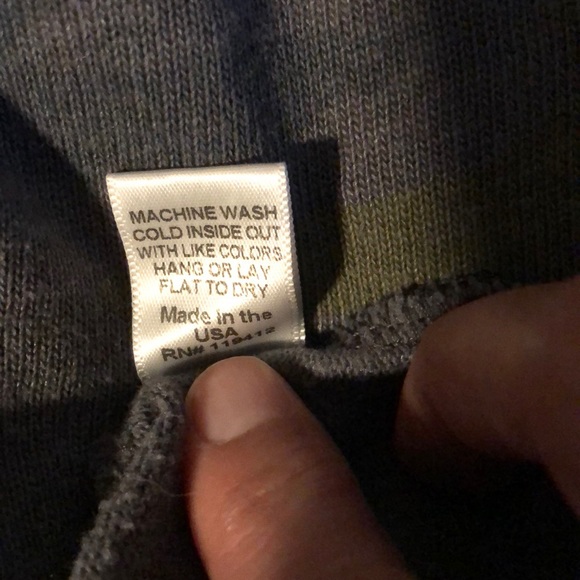 MACHINE WASH
COLD INSIDE OUT
WITH LIKE COLORS
HANG OR LAY
FLAT TO DRY
Made in the
USA
RN# 119412